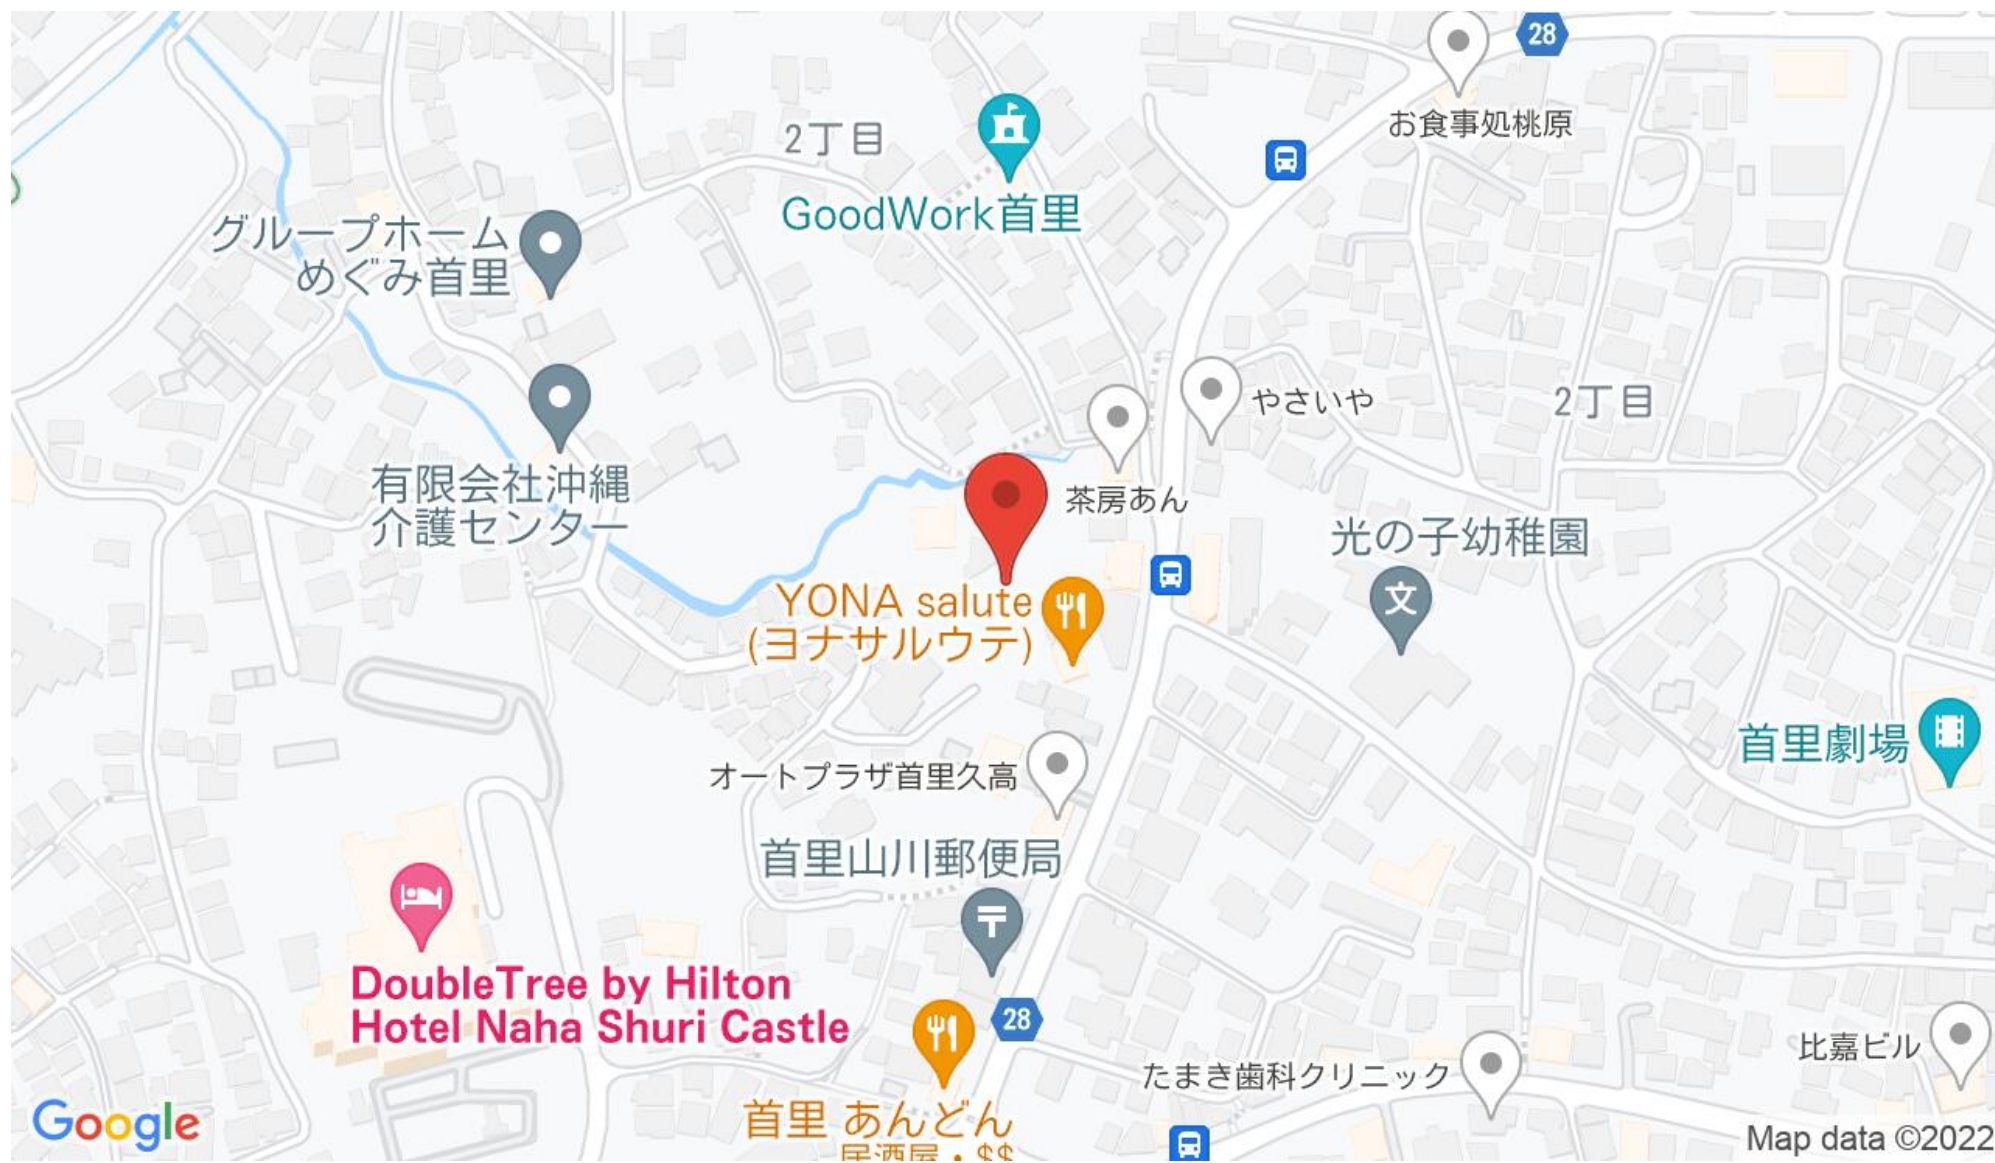 28
お食事処桃原
2丁目
GoodWork首里
グループホーム
めぐみ首里
やさいや
2丁目
有限会社沖縄
介護センター
茶房あん
光の子幼稚園
文
YONA salute
(ヨナサルウテ)
首里劇場
オートプラザ首里久高
首里山川郵便局
〒
DoubleTree by Hilton
Hotel Naha Shuri Castle
28
比嘉ビル
たまき歯科クリニック
首里 あんどん
居酒屋・$$
Google
Map data ©2022